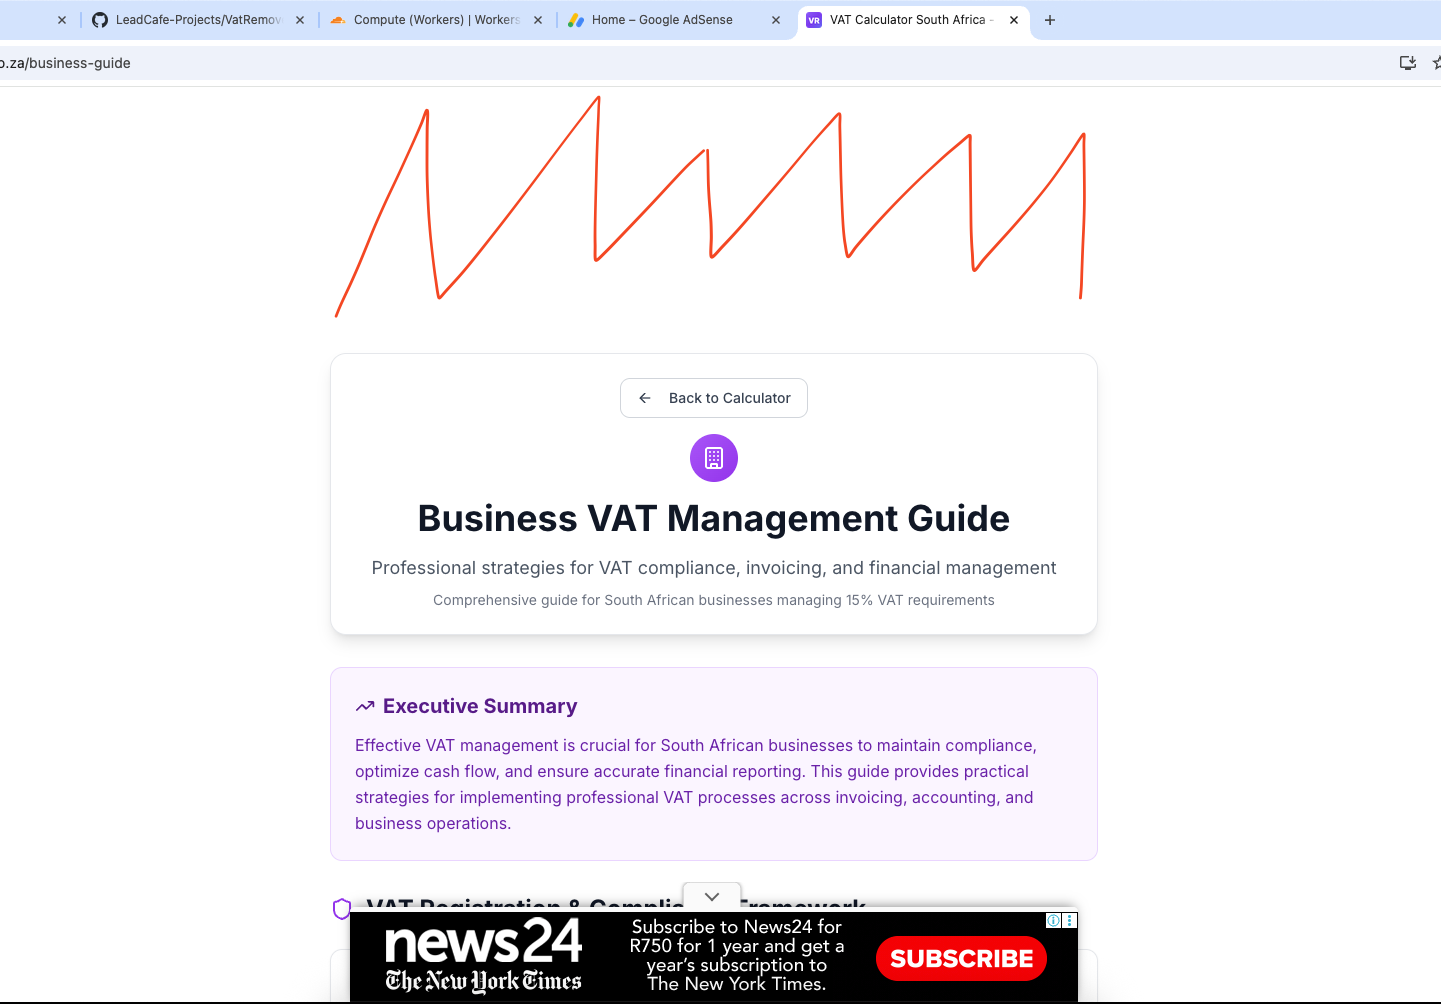 LeadCafe-Projects/VatRemov
Compute (Workers) | Workers
Home – Google AdSense
VR
VAT Calculator South Africa -
o.za/business-guide
Back to Calculator
Business VAT Management Guide
Professional strategies for VAT compliance, invoicing, and financial management
Comprehensive guide for South African businesses managing 15% VAT requirements
Executive Summary
Effective VAT management is crucial for South African businesses to maintain compliance,
optimize cash flow, and ensure accurate financial reporting. This guide provides practical
strategies for implementing professional VAT processes across invoicing, accounting, and
business operations.
VAT Registration & Compliance Framework
news24
The New York Times
Subscribe to News24 for
R750 for 1 year and get a
year's subscription to
The New York Times.
SUBSCRIBE